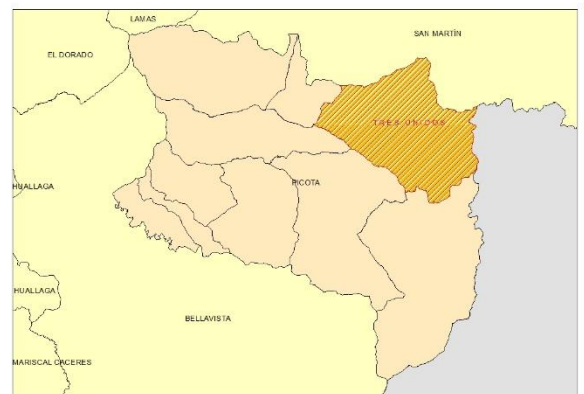 LAMAS
SAN MARTÍN
EL DORADO
TRES UNIDOS
HUALLAGA
PICOTA
HUALLAGA
BELLAVISTA
MARISCAL CACERES